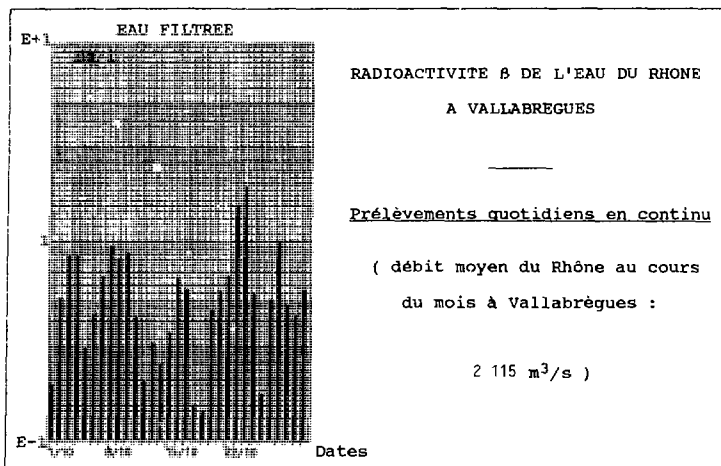 EAU FILTREE
E+1
1
E-1
Dates
RADIOACTIVITE β DE L'EAU DU RHONE
A VALLABREGUES
Prélèvements quotidiens en continu
( débit moyen du Rhône au cours
du mois à Vallabrègues :
2 115 m³/s )